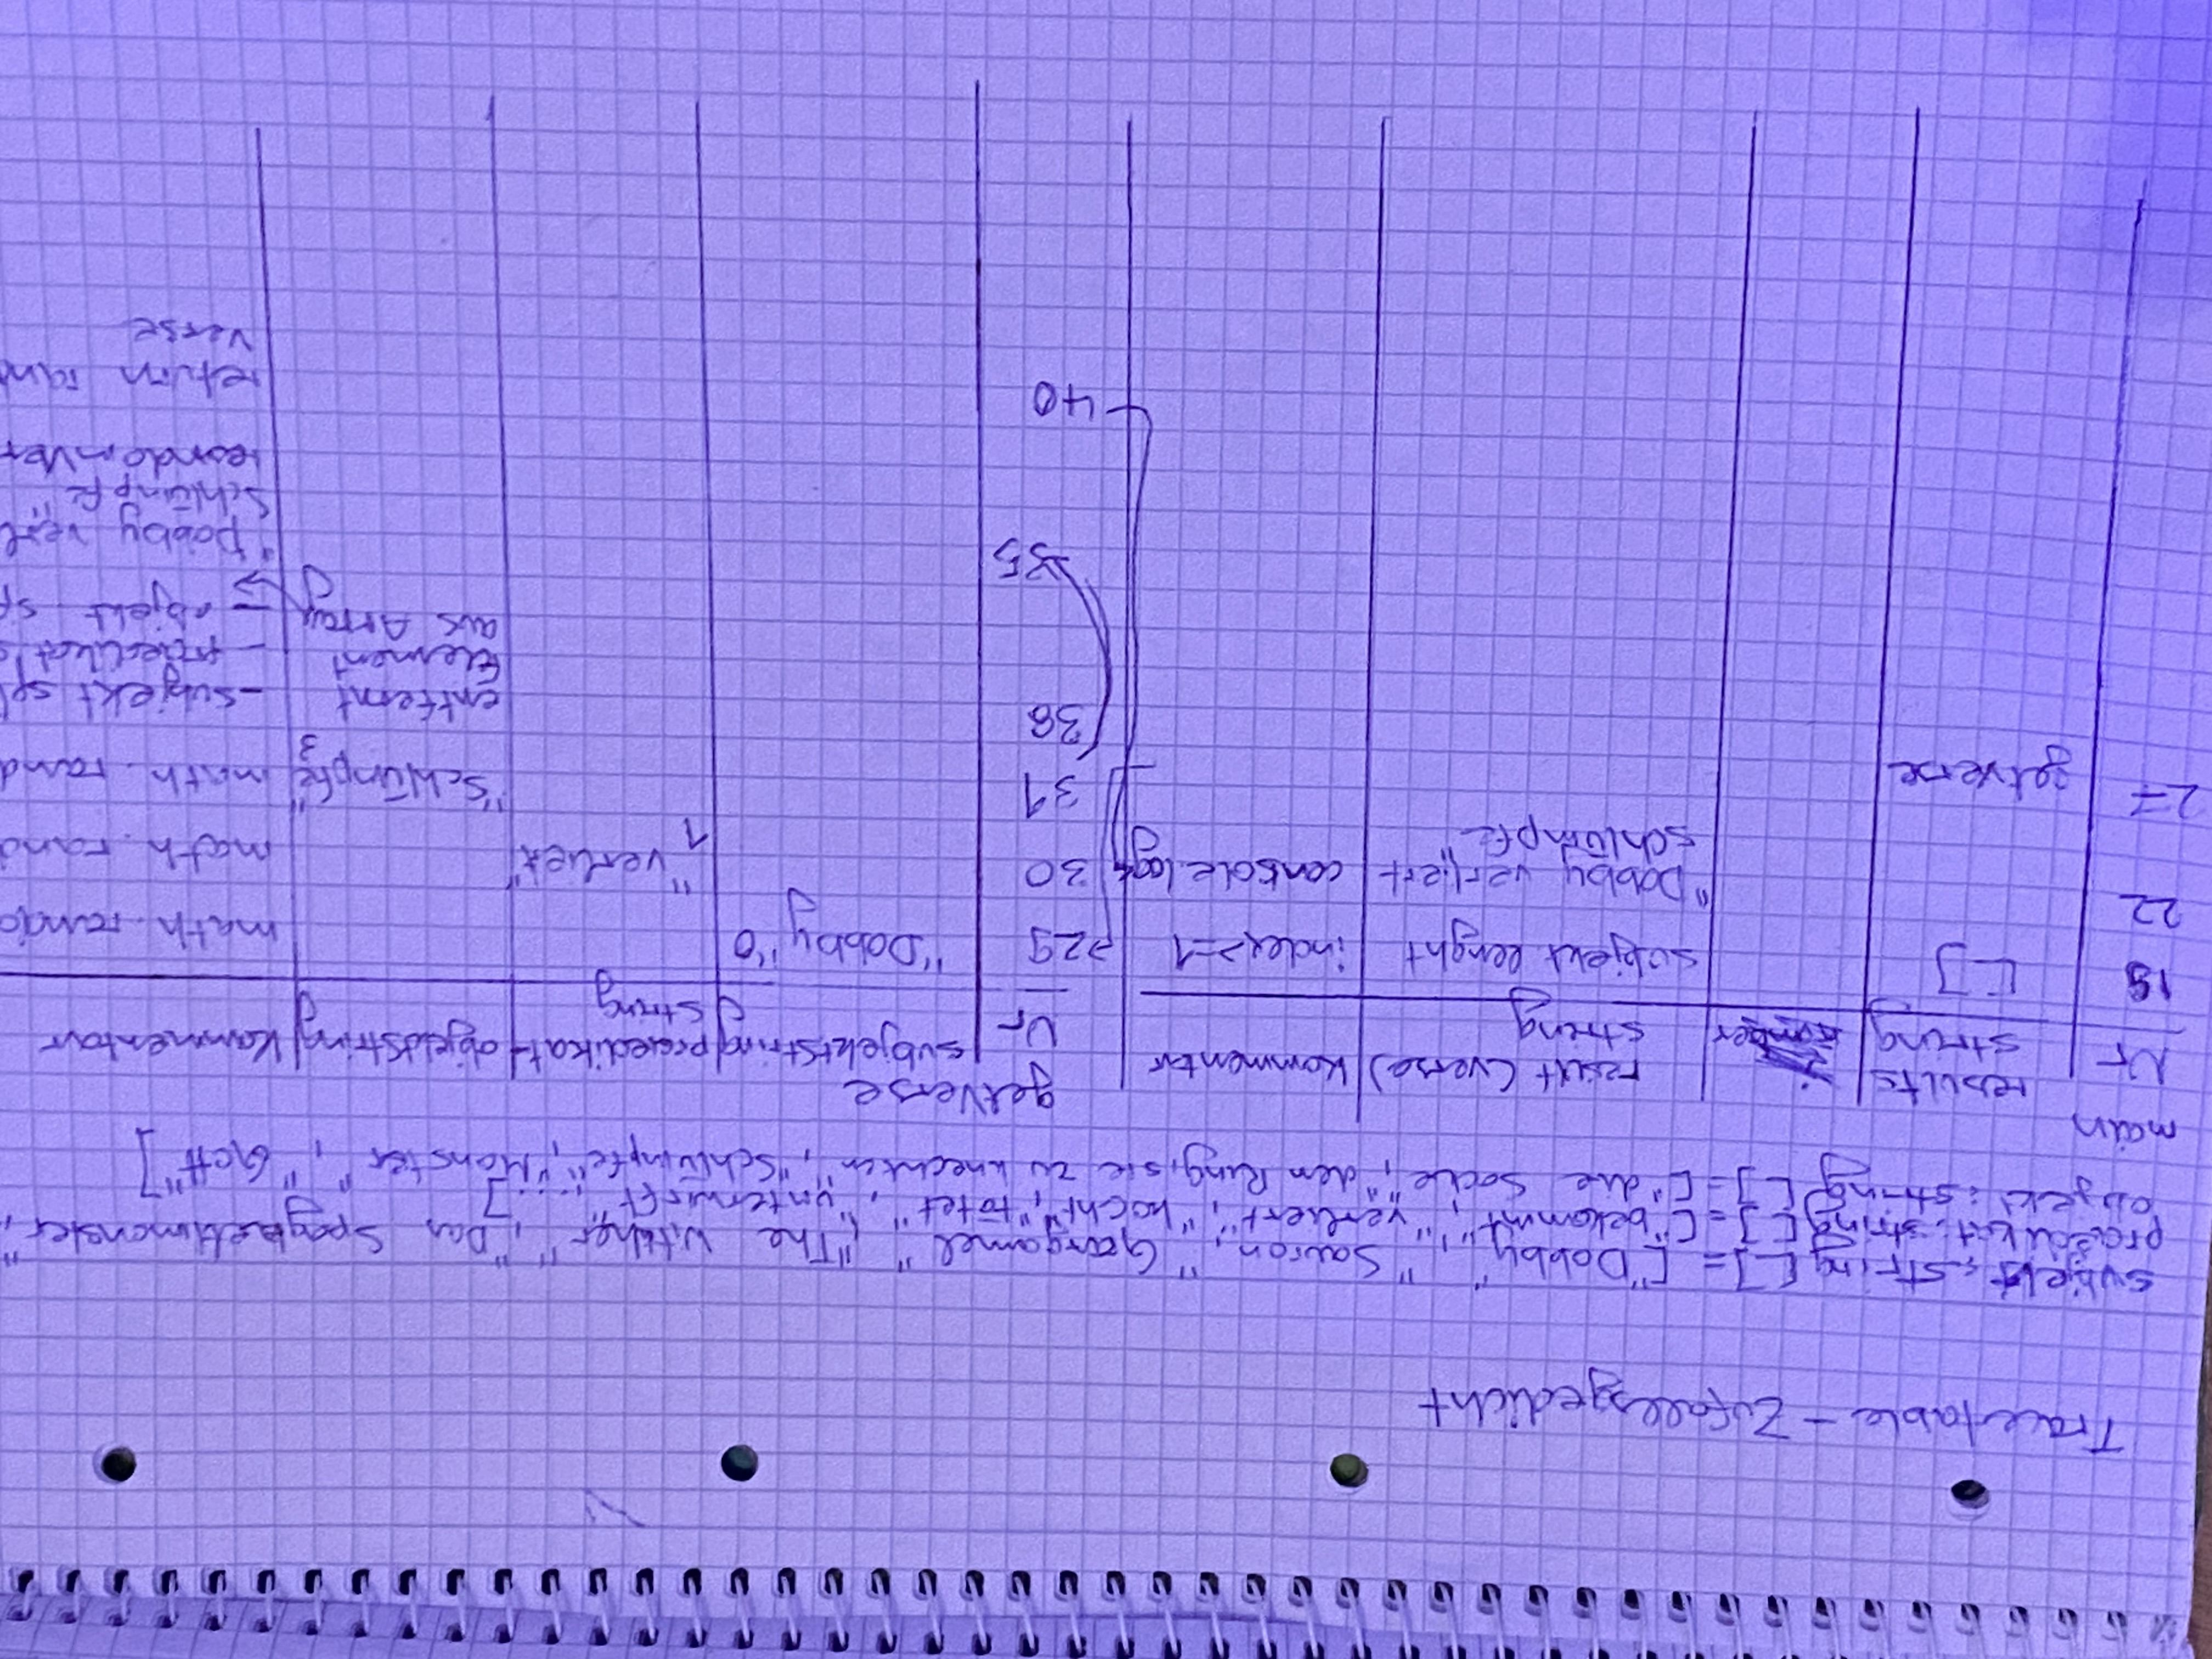 Tracetable - Zufallsgedicht
subjekt: string [ ] = ["Dobby", "Sauron, "Gargamel", "The Witcher", "Das Spaghettimonster",
praedikat: string [ ] = ["bekommt", "verliert", "kocht", "tötet", "unterwirft", ....]
objekt: string [ ] = ["die Socke", "den Ring, sie zu knechten", "Schlümpfe", "Monster", "Gott"]
main
getVerse
Nr results string result (verse) string Kommentar
Nr subjektString praedikat-String objektString Kommentar
19 [ ] subjekt lenght index>=1
29 "Dobby" 0 math.rando
22 "Dobby verliert schlümpfe" console.log
30 "verliert" 1 math.rand
27 getverse
31 "Schlümpfe" 3 math.rand
38 entfernt Element aus Array
- subjekt spl
- praedikat s
- objekt sp
35 "Dobby verl
Schlümpfe"
randomVer
40 return rand
verse